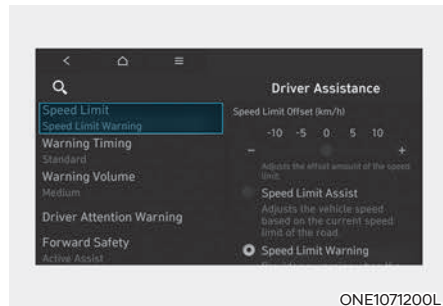 Driver Assistance
Speed Limit
Speed Limit Warning
Warning Timing
Standard
Warning Volume
Medium
Driver Attention Warning
Forward Safety
Active Assist
Speed Limit Offset (km/h)
-10 -5 0 5 10
- +
Adjusts the offset amount of the speed
limit.
Speed Limit Assist
Adjusts the vehicle speed
based on the current speed
limit of the road.
Speed Limit Warning
ONE1071200L